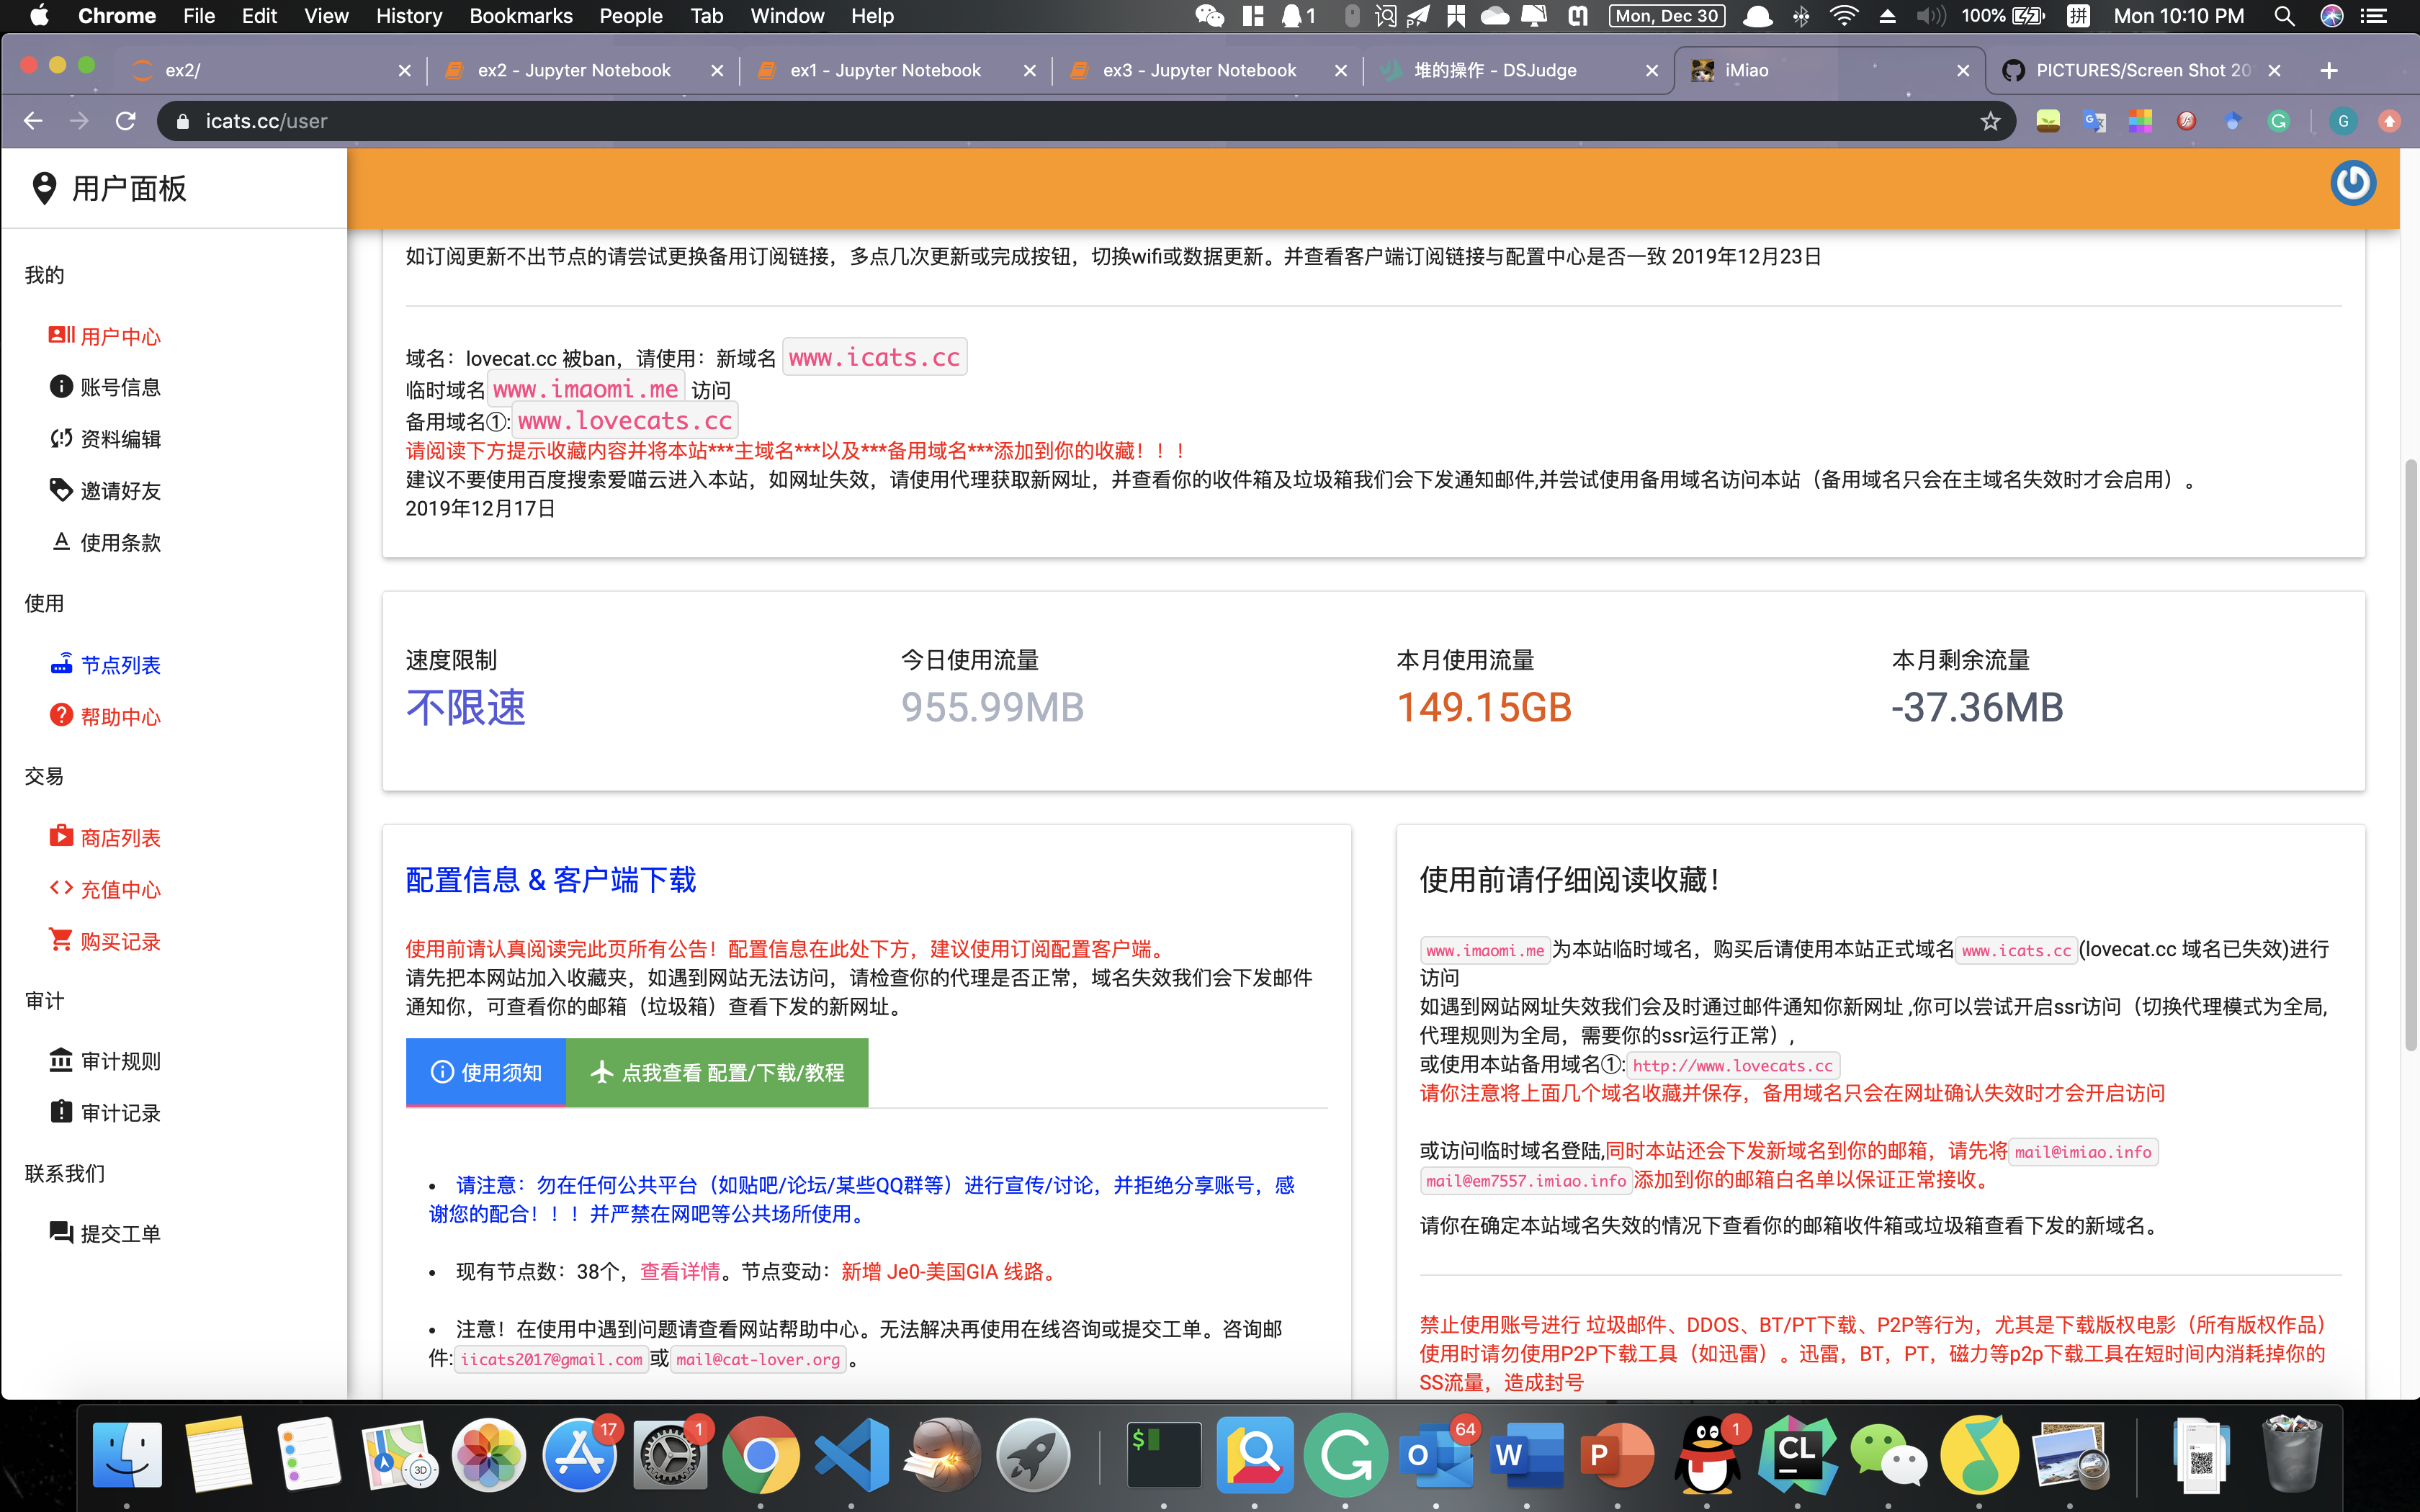 Chrome File Edit View History Bookmarks People Tab Window Help
1 Mon, Dec 30 100% 拼 Mon 10:10 PM
ex2/
ex2 - Jupyter Notebook
ex1 - Jupyter Notebook
ex3 - Jupyter Notebook
堆的操作 - DSJudge
iMiao
PICTURES/Screen Shot 20
icats.cc/user
G
用户面板
我的
用户中心
账号信息
资料编辑
邀请好友
使用条款
使用
节点列表
帮助中心
交易
商店列表
充值中心
购买记录
审计
审计规则
审计记录
联系我们
提交工单
如订阅更新不出节点的请尝试更换备用订阅链接，多点几次更新或完成按钮，切换wifi或数据更新。并查看客户端订阅链接与配置中心是否一致 2019年12月23日
域名：lovecat.cc 被ban，请使用：新域名 www.icats.cc
临时域名 www.imaomi.me 访问
备用域名①: www.lovecats.cc
请阅读下方提示收藏内容并将本站***主域名***以及***备用域名***添加到你的收藏！！！
建议不要使用百度搜索爱喵云进入本站，如网址失效，请使用代理获取新网址，并查看你的收件箱及垃圾箱我们会下发通知邮件,并尝试使用备用域名访问本站（备用域名只会在主域名失效时才会启用）。
2019年12月17日
速度限制
不限速
今日使用流量
955.99MB
本月使用流量
149.15GB
本月剩余流量
-37.36MB
配置信息 & 客户端下载
使用前请认真阅读完此页所有公告！配置信息在此处下方，建议使用订阅配置客户端。
请先把本网站加入收藏夹，如遇到网站无法访问，请检查你的代理是否正常，域名失效我们会下发邮件
通知你，可查看你的邮箱（垃圾箱）查看下发的新网址。
使用须知
点我查看 配置/下载/教程
• 请注意：勿在任何公共平台（如贴吧/论坛/某些QQ群等）进行宣传/讨论，并拒绝分享账号，感
谢您的配合！！！并严禁在网吧等公共场所使用。
• 现有节点数：38个，查看详情。节点变动：新增 Je0-美国GIA 线路。
• 注意！在使用中遇到问题请查看网站帮助中心。无法解决再使用在线咨询或提交工单。咨询邮
件: iicats2017@gmail.com 或 mail@cat-lover.org 。
使用前请仔细阅读收藏！
www.imaomi.me 为本站临时域名，购买后请使用本站正式域名 www.icats.cc (lovecat.cc 域名已失效)进行
访问
如遇到网站网址失效我们会及时通过邮件通知你新网址 ,你可以尝试开启ssr访问（切换代理模式为全局,
代理规则为全局，需要你的ssr运行正常）,
或使用本站备用域名①: http://www.lovecats.cc
请你注意将上面几个域名收藏并保存，备用域名只会在网址确认失效时才会开启访问
或访问临时域名登陆,同时本站还会下发新域名到你的邮箱，请先将 mail@imiao.info
mail@em7557.imiao.info 添加到你的邮箱白名单以保证正常接收。
请你在确定本站域名失效的情况下查看你的邮箱收件箱或垃圾箱查看下发的新域名。
禁止使用账号进行 垃圾邮件、DDOS、BT/PT下载、P2P等行为，尤其是下载版权电影（所有版权作品）
使用时请勿使用P2P下载工具（如迅雷）。迅雷，BT，PT，磁力等p2p下载工具在短时间内消耗掉你的
SS流量，造成封号
3D 17 1 $ 64 O W P 1 CL